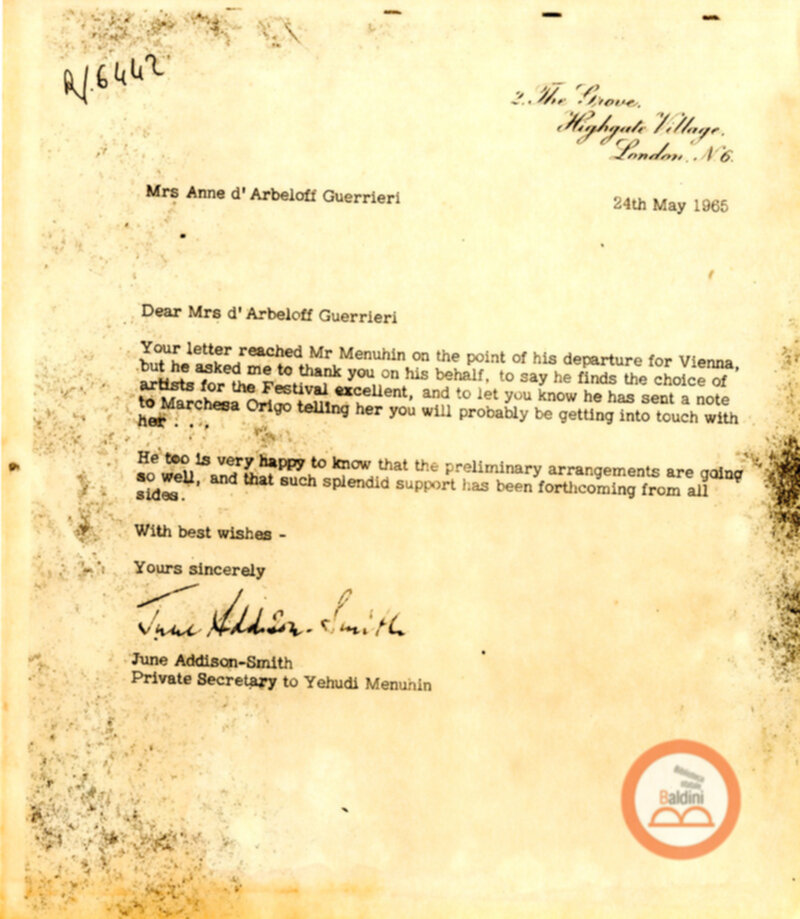 R/.6442
2. The Grove,
Highgate Village,
London, N 6.
Mrs Anne d'Arbeloff Guerrieri
24th May 1965
Dear Mrs d'Arbeloff Guerrieri
Your letter reached Mr Menuhin on the point of his departure for Vienna,
but he asked me to thank you on his behalf, to say he finds the choice of
artists for the Festival excellent, and to let you know he has sent a note
to Marchesa Origo telling her you will probably be getting into touch with
her . . .
He too is very happy to know that the preliminary arrangements are going
so well, and that such splendid support has been forthcoming from all
sides.
With best wishes -
Yours sincerely
June Addison-Smith
June Addison-Smith
Private Secretary to Yehudi Menuhin
Biblioteca
statale
Baldini